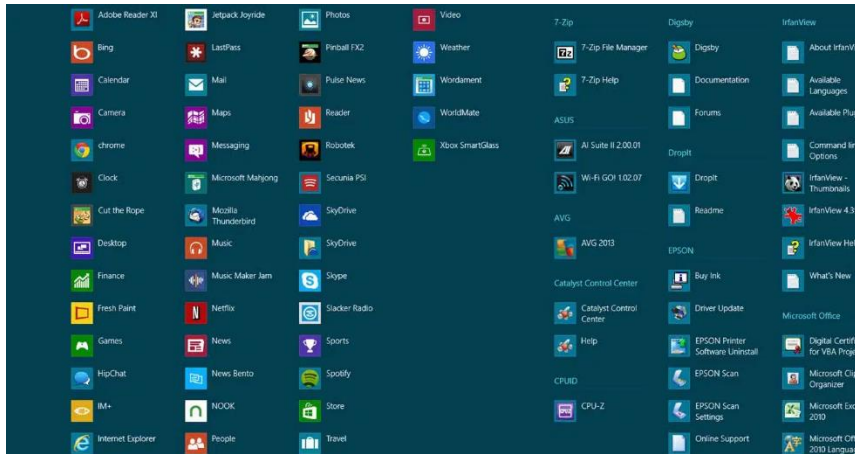 Adobe Reader XI
Bing
Calendar
Camera
chrome
Clock
Cut the Rope
Desktop
Finance
Fresh Paint
Games
HipChat
IM+
Internet Explorer
Jetpack Joyride
LastPass
Mail
Maps
Messaging
Microsoft Mahjong
Mozilla
Thunderbird
Music
Music Maker Jam
Netflix
News
News Bento
NOOK
People
Photos
Pinball FX2
Pulse News
Reader
Robotek
Secunia PSI
SkyDrive
SkyDrive
Skype
Slacker Radio
Sports
Spotify
Store
Travel
Video
Weather
Wordament
WorldMate
Xbox SmartGlass
7-Zip
7-Zip File Manager
7-Zip Help
ASUS
AI Suite II 2.00.01
Wi-Fi GO! 1.02.07
AVG
AVG 2013
Catalyst Control Center
Catalyst Control
Center
Help
CPUID
CPU-Z
Digsby
Digsby
Documentation
Forums
DropIt
DropIt
Readme
EPSON
Buy Ink
Driver Update
EPSON Printer
Software Uninstall
EPSON Scan
EPSON Scan
Settings
Online Support
IrfanView
About IrfanVi
Available
Languages
Available Plu
Command lin
Options
IrfanView -
Thumbnails
IrfanView 4.3
IrfanView Hel
What's New
Microsoft Office
Digital Certifi
for VBA Proje
Microsoft Clip
Organizer
Microsoft Exc
2010
Microsoft Off
2010 Langua